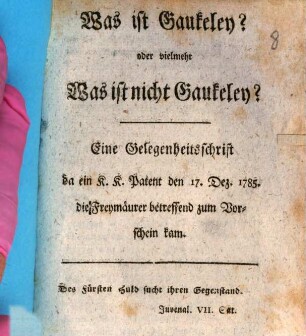 Was ist Gaukeley?
oder vielmehr
Was ist nicht Gaukeley?
Eine Gelegenheitsschrift
da ein K. K. Patent den 17. Dez. 1785.
die Freymäurer betreffend zum Vor-
schein kam.
Des Fürsten Huld sucht ihren Gegenstand.
Juvenal. VII. Sat.
8